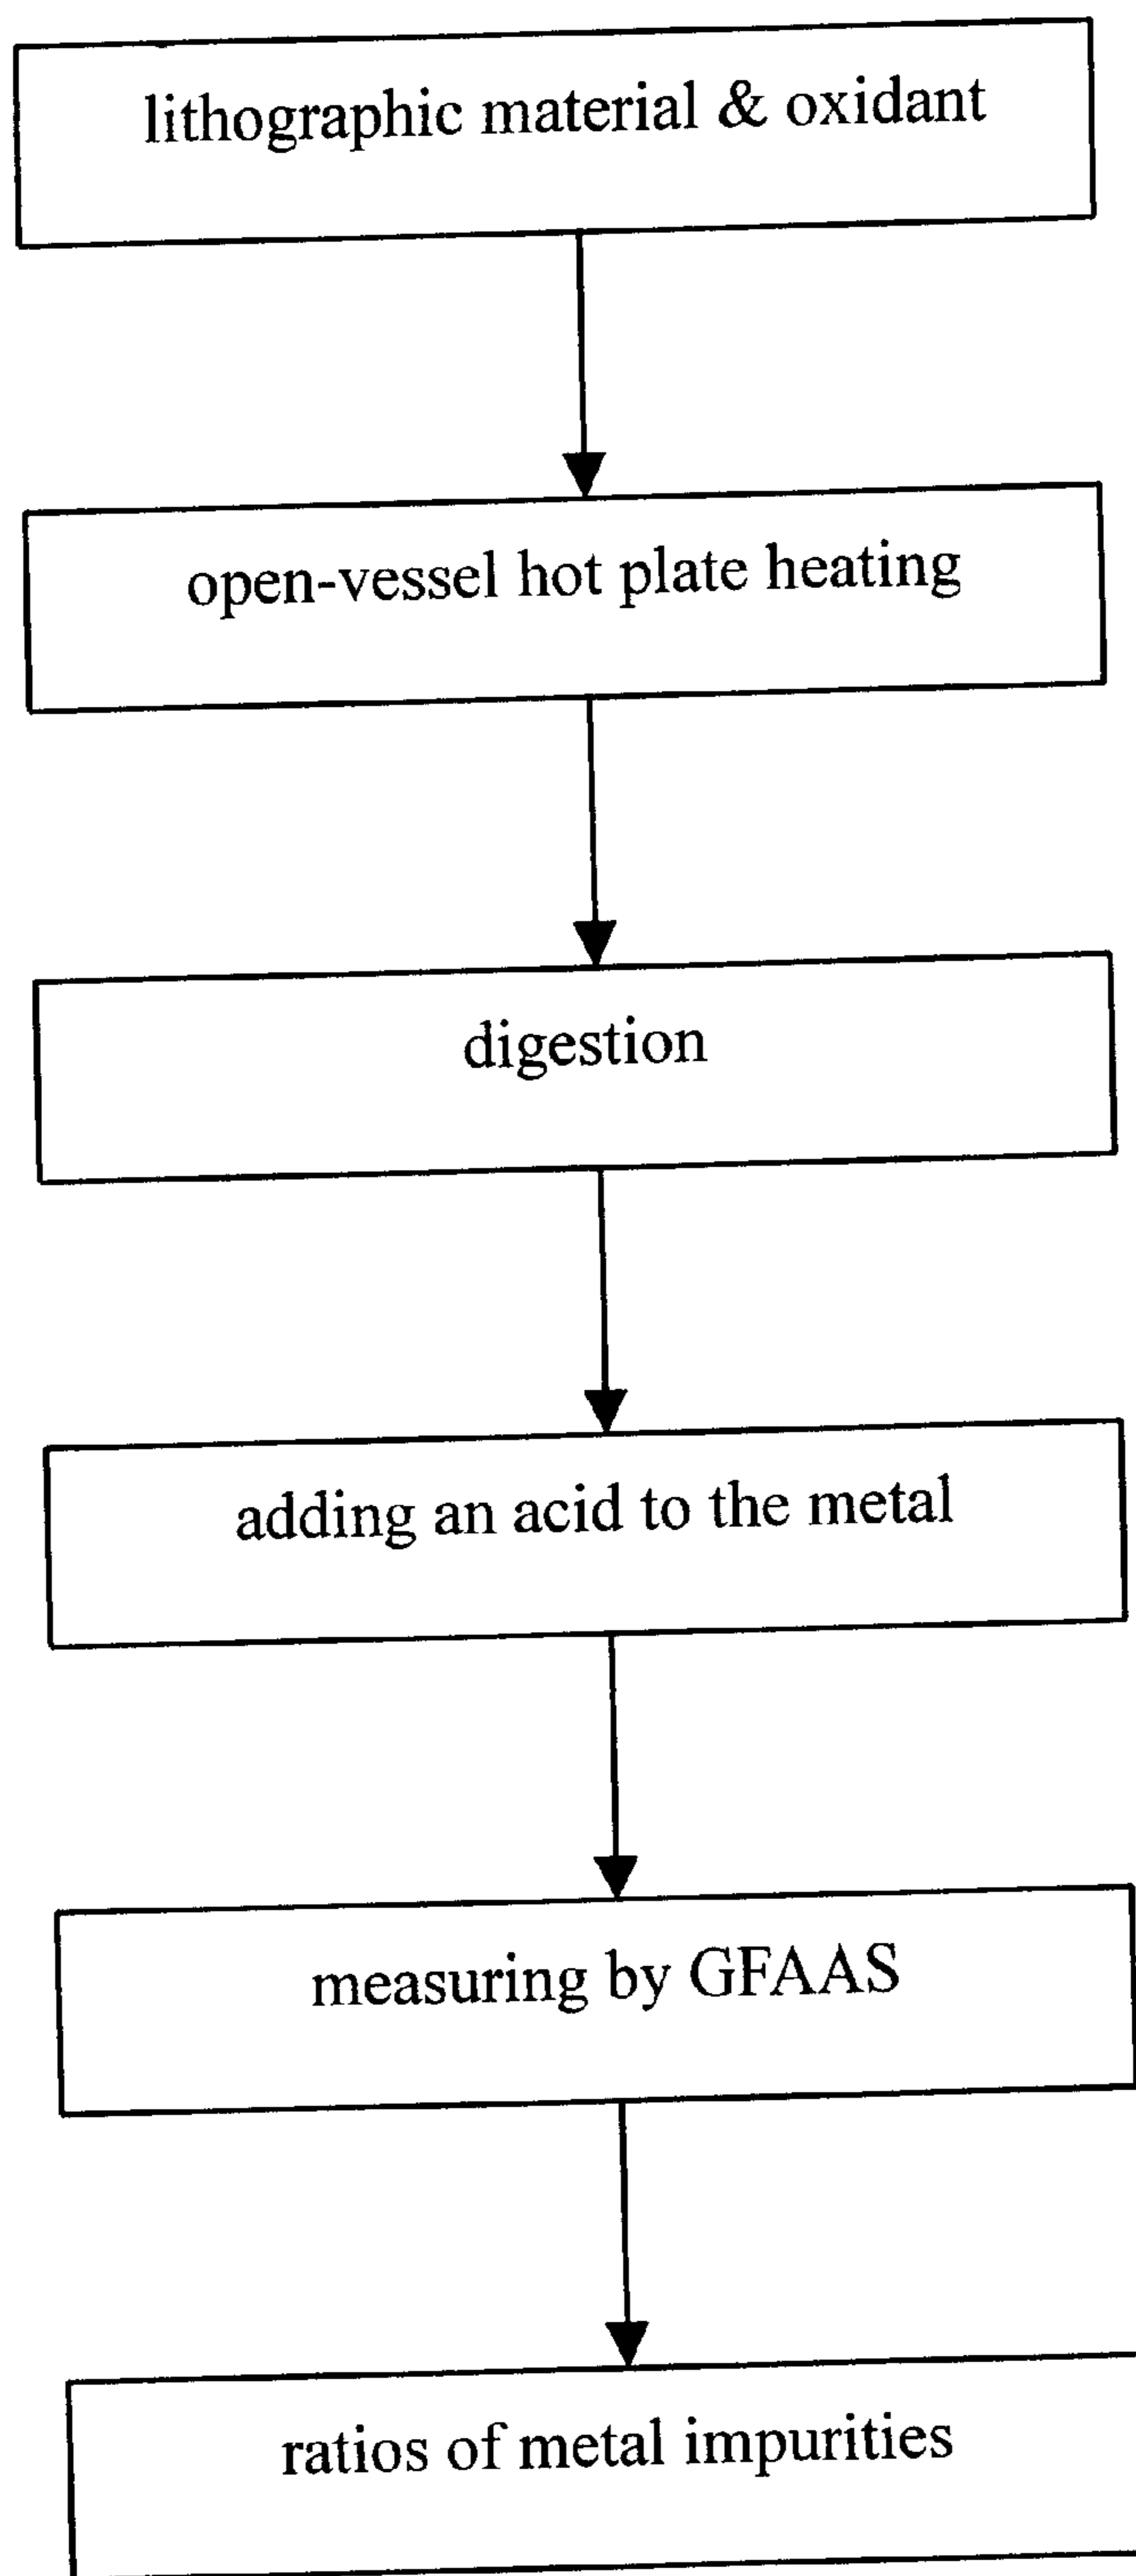 lithographic material & oxidant
open-vessel hot plate heating
digestion
adding an acid to the metal
measuring by GFAAS
ratios of metal impurities